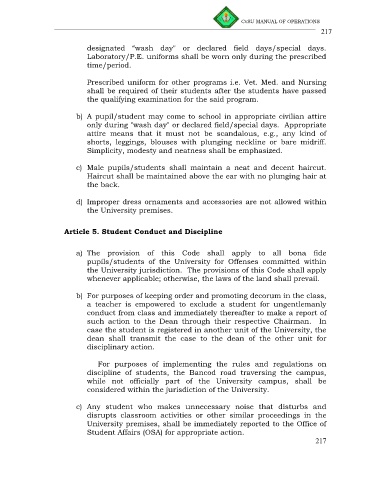 CvSU MANUAL OF OPERATIONS
217
designated "wash day" or declared field days/special days.
Laboratory/P.E. uniforms shall be worn only during the prescribed
time/period.
Prescribed uniform for other programs i.e. Vet. Med. and Nursing
shall be required of their students after the students have passed
the qualifying examination for the said program.
b) A pupil/student may come to school in appropriate civilian attire
only during "wash day" or declared field/special days. Appropriate
attire means that it must not be scandalous, e.g., any kind of
shorts, leggings, blouses with plunging neckline or bare midriff.
Simplicity, modesty and neatness shall be emphasized.
c) Male pupils/students shall maintain a neat and decent haircut.
Haircut shall be maintained above the ear with no plunging hair at
the back.
d) Improper dress ornaments and accessories are not allowed within
the University premises.
Article 5. Student Conduct and Discipline
a) The provision of this Code shall apply to all bona fide
pupils/students of the University for Offenses committed within
the University jurisdiction. The provisions of this Code shall apply
whenever applicable; otherwise, the laws of the land shall prevail.
b) For purposes of keeping order and promoting decorum in the class,
a teacher is empowered to exclude a student for ungentlemanly
conduct from class and immediately thereafter to make a report of
such action to the Dean through their respective Chairman. In
case the student is registered in another unit of the University, the
dean shall transmit the case to the dean of the other unit for
disciplinary action.
For purposes of implementing the rules and regulations on
discipline of students, the Bancod road traversing the campus,
while not officially part of the University campus, shall be
considered within the jurisdiction of the University.
c) Any student who makes unnecessary noise that disturbs and
disrupts classroom activities or other similar proceedings in the
University premises, shall be immediately reported to the Office of
Student Affairs (OSA) for appropriate action.
217